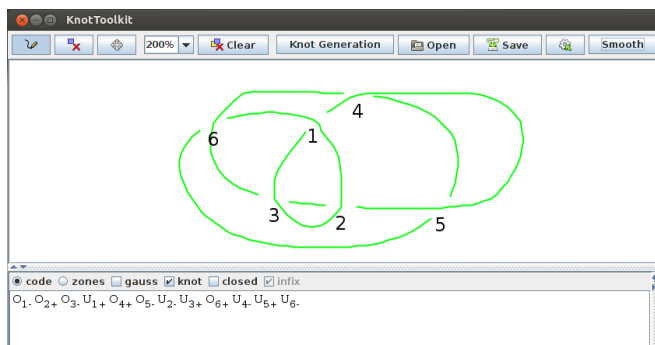 KnotToolkit
200% Clear Knot Generation Open Save Smooth
4
6 1
3 2 5
code zones gauss knot closed infix
O1- O2+ O3- U1+ O4+ O5- U2- U3+ O6+ U4- U5+ U6-